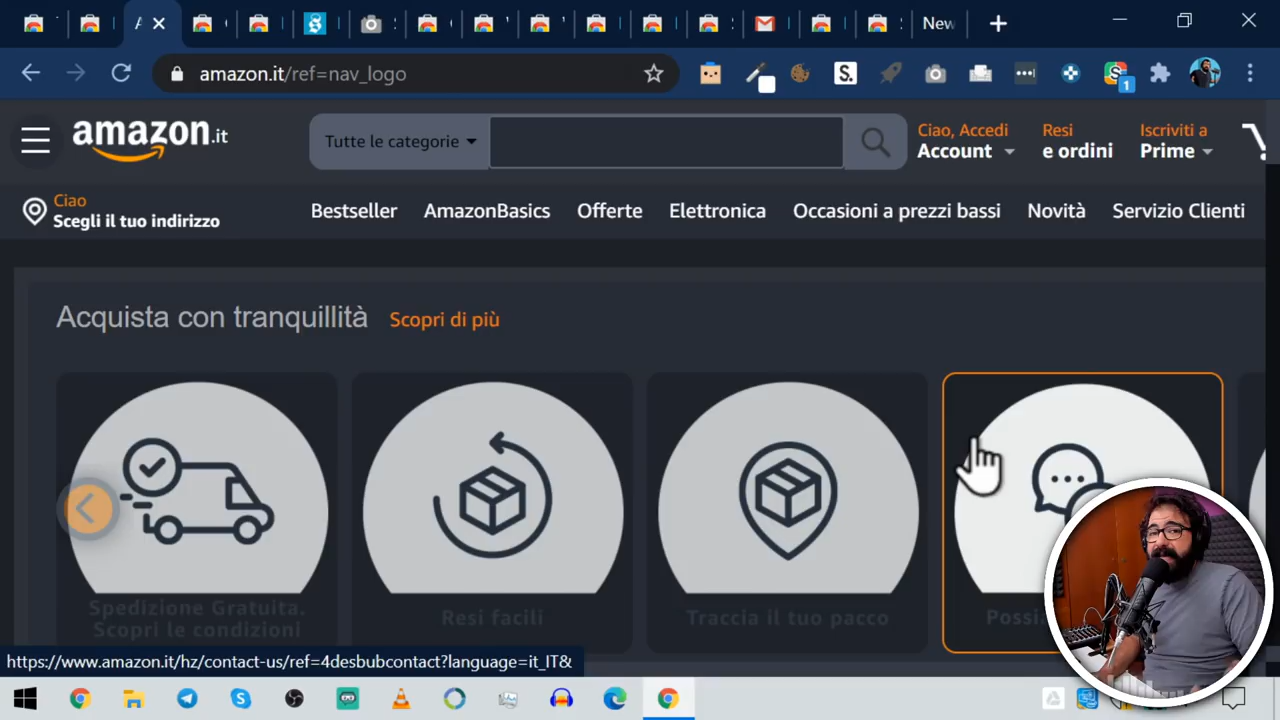 New
amazon.it/ref=nav_logo
1
amazon.it
Tutte le categorie
Ciao, Accedi
Account
Resi
e ordini
Iscriviti a
Prime
Ciao
Scegli il tuo indirizzo
Bestseller
AmazonBasics
Offerte
Elettronica
Occasioni a prezzi bassi
Novità
Servizio Clienti
Acquista con tranquillità
Scopri di più
Spedizione Gratuita.
Scopri le condizioni
Resi facili
Traccia il tuo pacco
https://www.amazon.it/hz/contact-us/ref=4desbubcontact?language=it_IT&